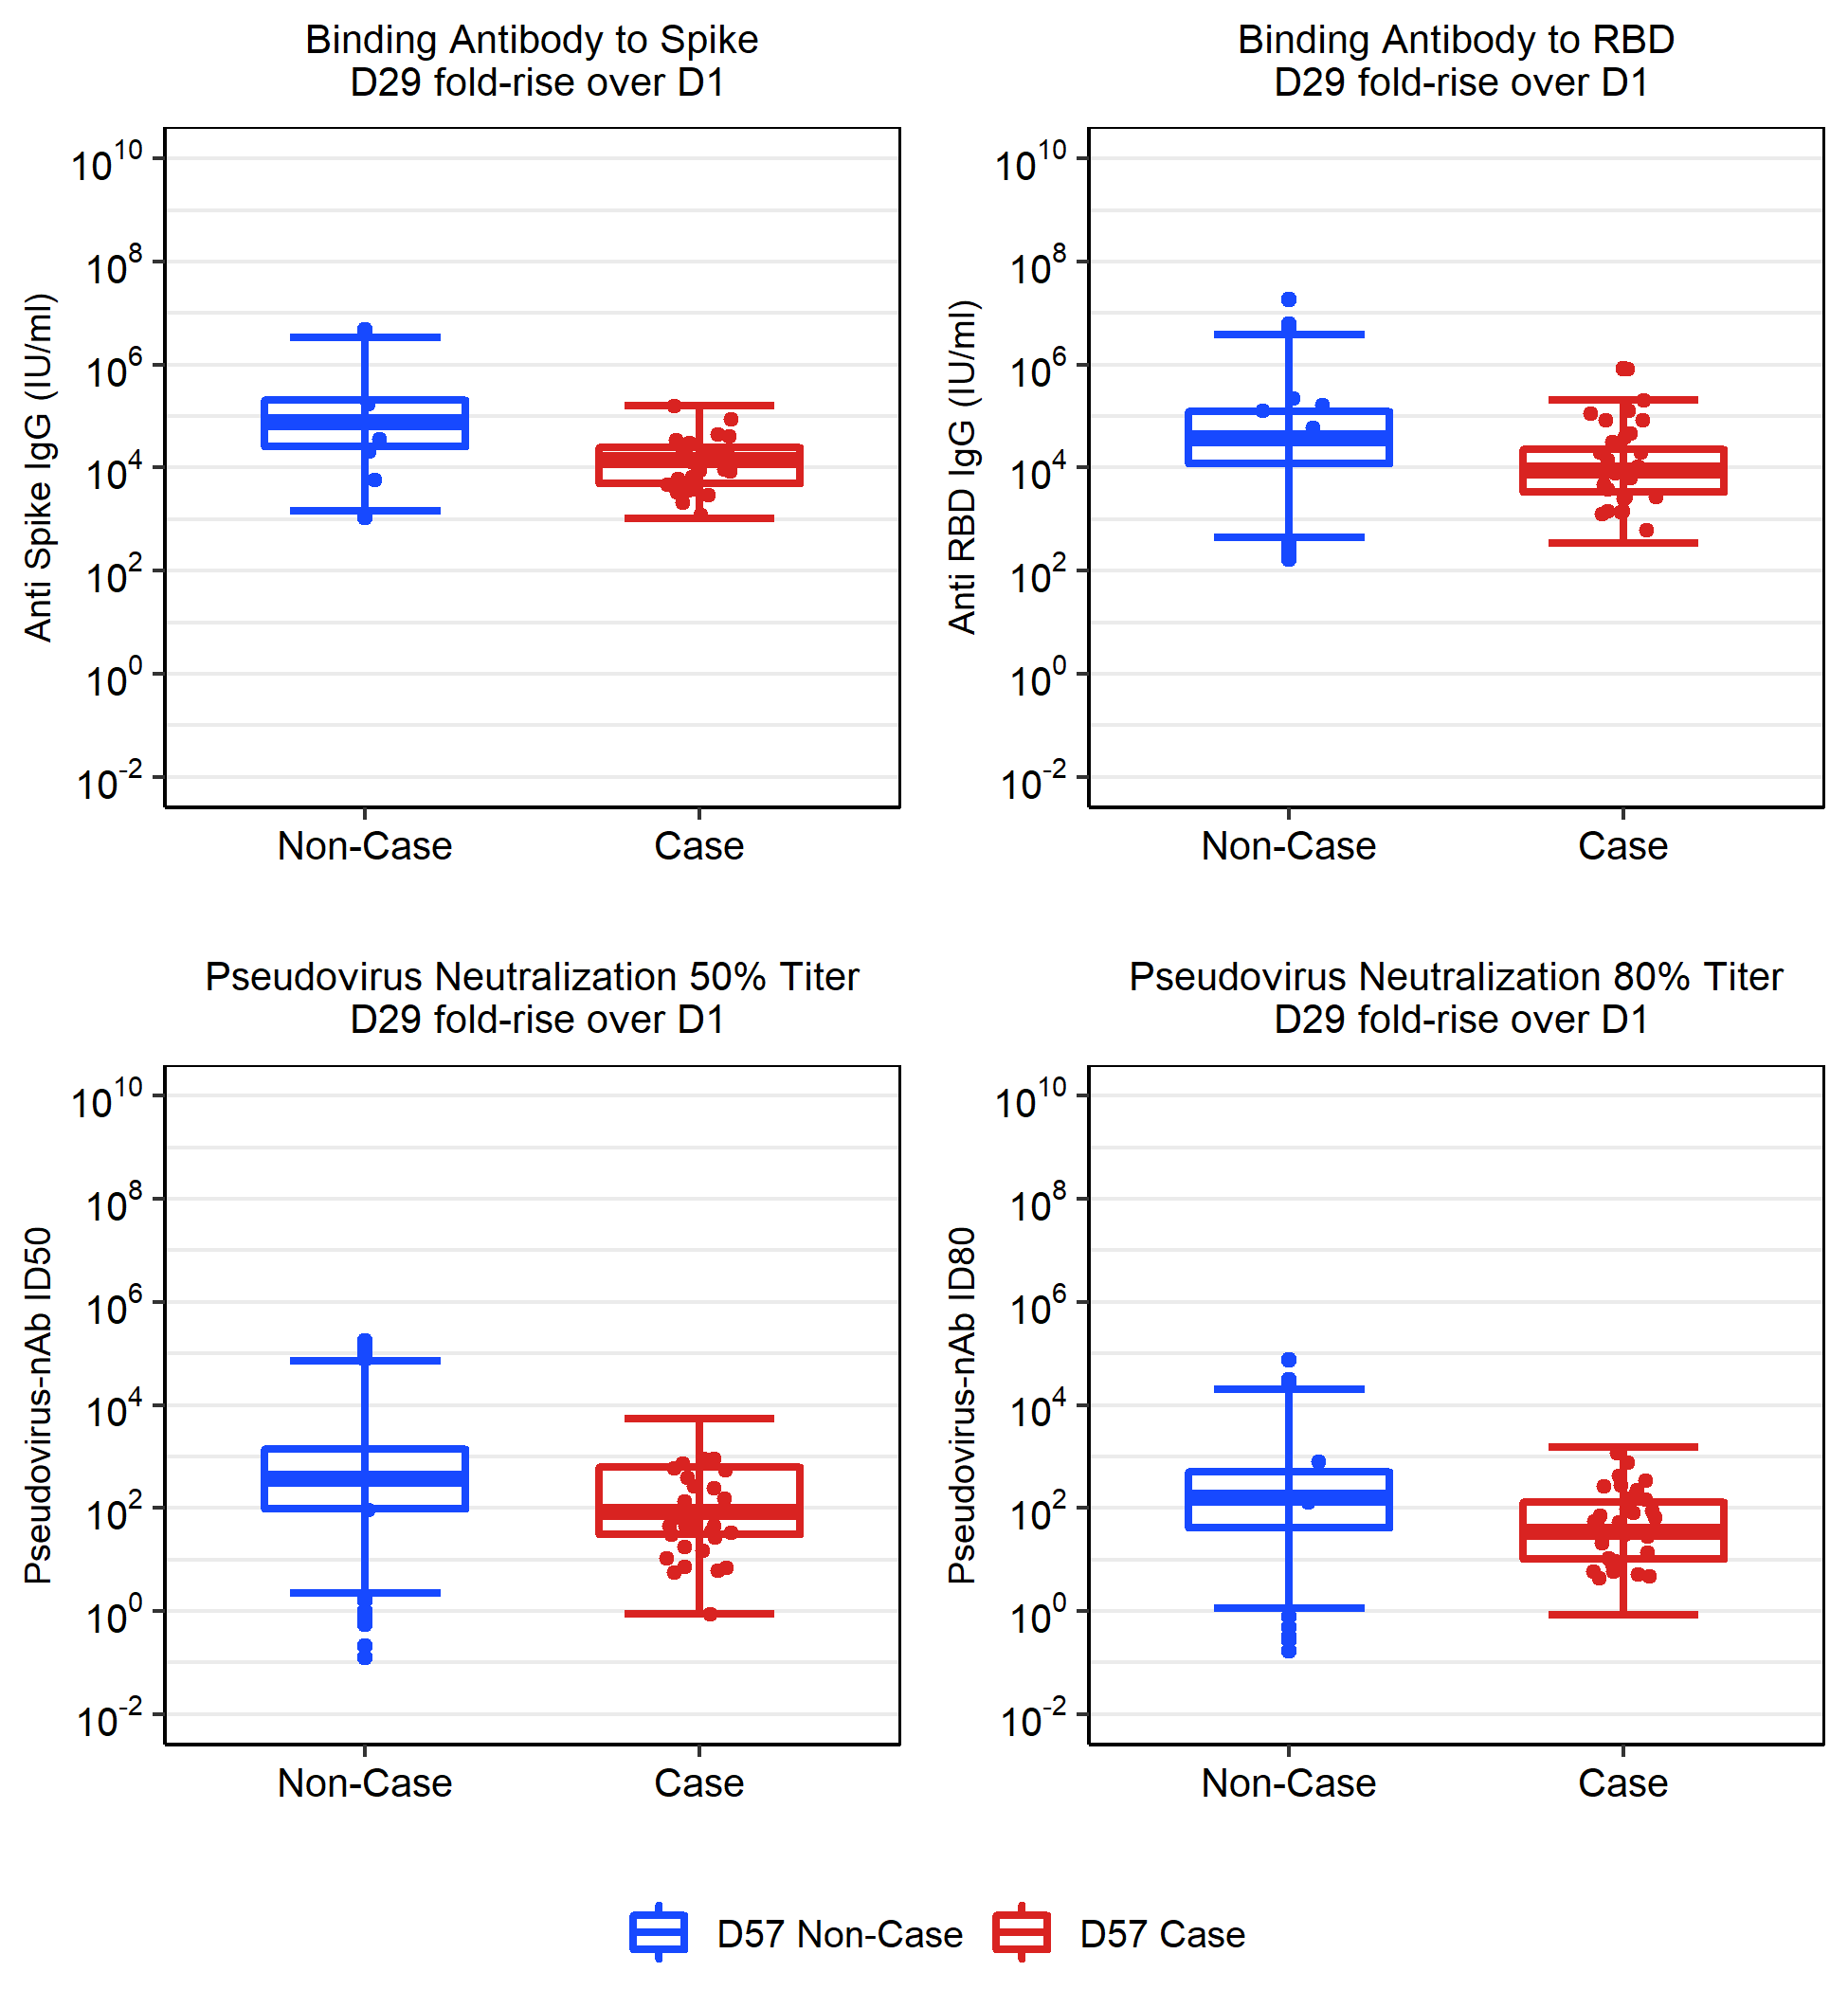 Binding Antibody to Spike
D29 fold-rise over D1
Anti Spike IgG (IU/ml)
10^10
10^8
10^6
10^4
10^2
10^0
10^-2
Non-Case Case
Binding Antibody to RBD
D29 fold-rise over D1
Anti RBD IgG (IU/ml)
10^10
10^8
10^6
10^4
10^2
10^0
10^-2
Non-Case Case
Pseudovirus Neutralization 50% Titer
D29 fold-rise over D1
Pseudovirus-nAb ID50
10^10
10^8
10^6
10^4
10^2
10^0
10^-2
Non-Case Case
Pseudovirus Neutralization 80% Titer
D29 fold-rise over D1
Pseudovirus-nAb ID80
10^10
10^8
10^6
10^4
10^2
10^0
10^-2
Non-Case Case
D57 Non-Case D57 Case